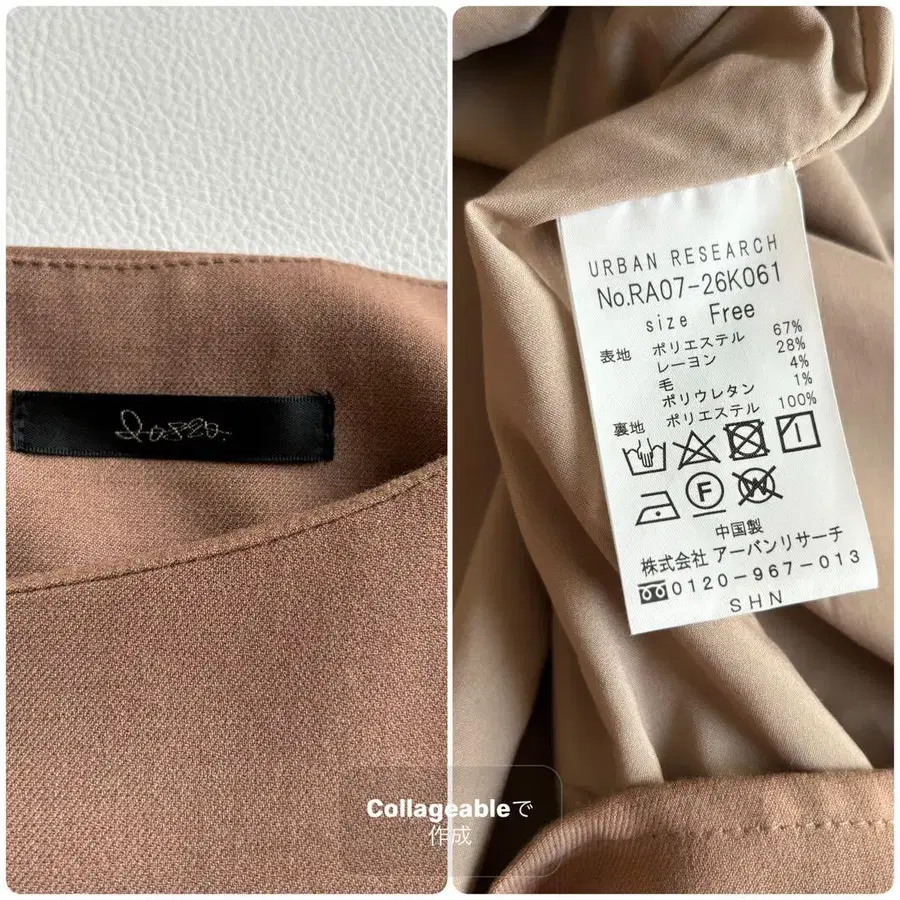 Rosso.
URBAN RESEARCH
No.RA07-26K061
size Free
表地 ポリエステル 67%
レーヨン 28%
毛 4%
ポリウレタン 1%
裏地 ポリエステル 100%
F
W
中国製
株式会社 アーバンリサーチ
0120-967-013
SHN
Collageableで
作成